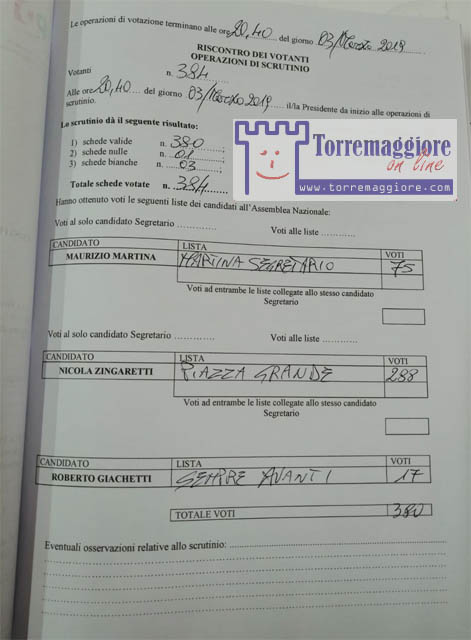 Le operazioni di votazione terminano alle ore 20,40 del giorno 03/Marzo 2019
RISCONTRO DEI VOTANTI
OPERAZIONI DI SCRUTINIO
Votanti n. 384
Alle ore 20,40 del giorno 03/Marzo 2019 il/la Presidente da inizio alle operazioni di
scrutinio.
Lo scrutinio dà il seguente risultato:
1) schede valide n. 380
2) schede nulle n. 01
3) schede bianche n. 03
Totale schede votate n. 384
Torremaggiore
on line
www.torremaggiore.com
Hanno ottenuto voti le seguenti liste dei candidati all'Assemblea Nazionale:
Voti al solo candidato Segretario ............ Voti alle liste ............
CANDIDATO LISTA VOTI
MAURIZIO MARTINA MARTINA SEGRETARIO 75
Voti ad entrambe le liste collegate allo stesso candidato
Segretario
Voti al solo candidato Segretario ............ Voti alle liste ............
CANDIDATO LISTA VOTI
NICOLA ZINGARETTI PIAZZA GRANDE 288
Voti ad entrambe le liste collegate allo stesso candidato
Segretario
CANDIDATO LISTA VOTI
ROBERTO GIACHETTI SEMPRE AVANTI 17
TOTALE VOTI 380
Eventuali osservazioni relative allo scrutinio: